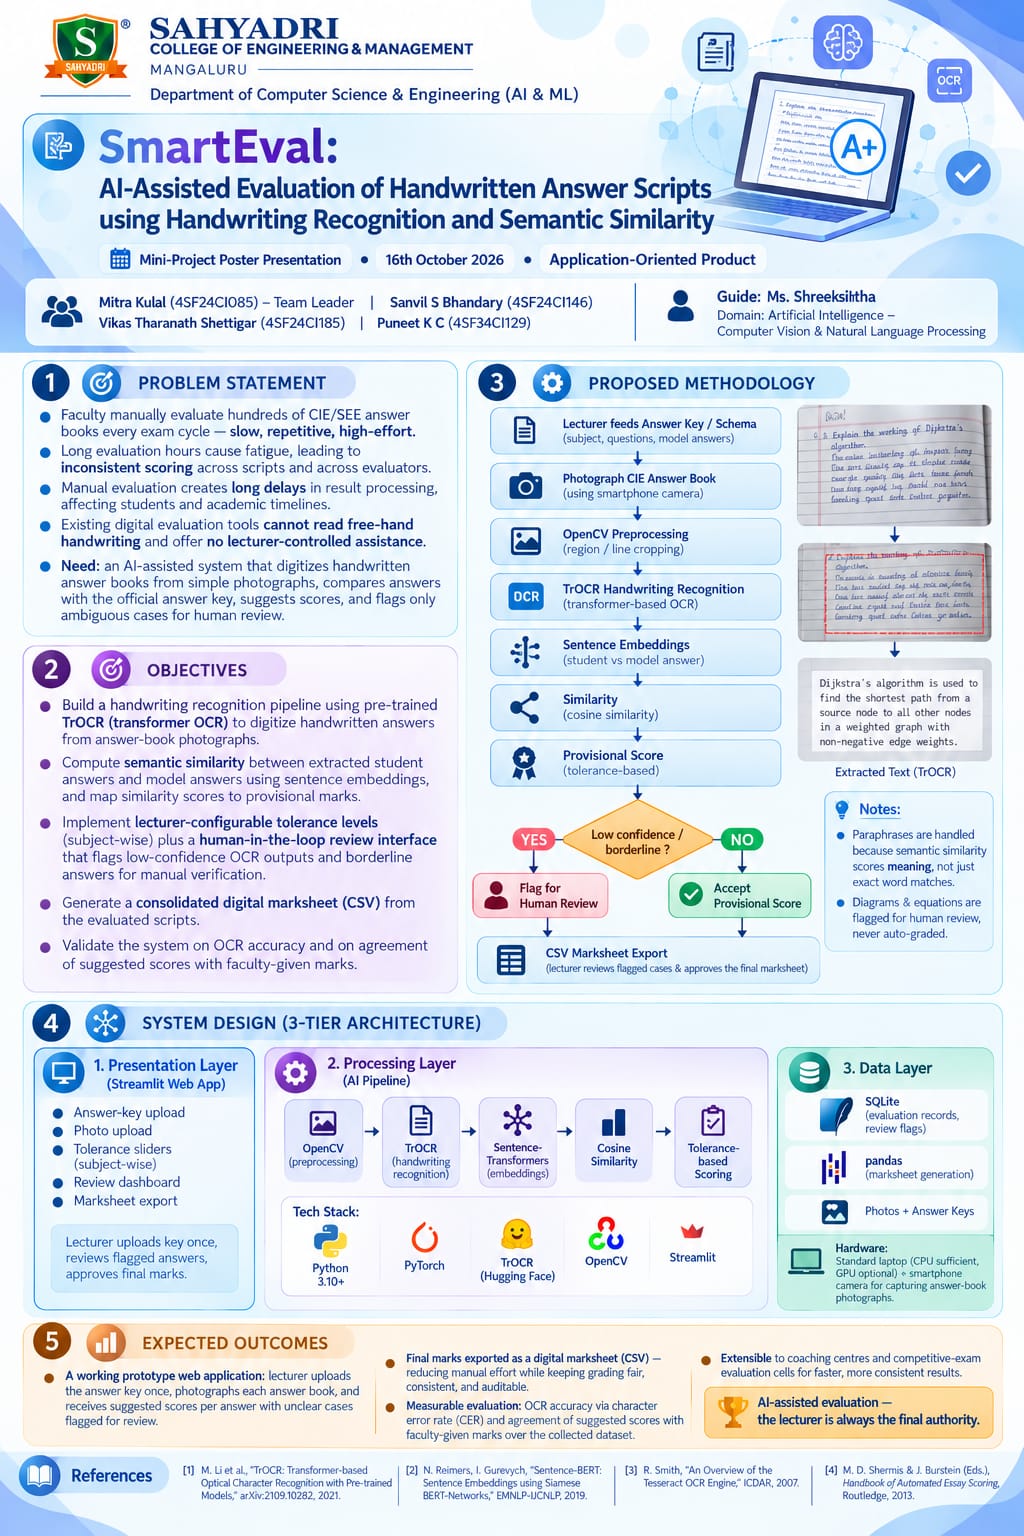 SAHYADRI
COLLEGE OF ENGINEERING & MANAGEMENT
MANGALURU
Department of Computer Science & Engineering (AI & ML)
S
SAHYADRI
®
OCR
A+
SmartEval:
AI-Assisted Evaluation of Handwritten Answer Scripts
using Handwriting Recognition and Semantic Similarity
Mini-Project Poster Presentation • 16th October 2026 • Application-Oriented Product
Mitra Kulal (4SF24CI085) – Team Leader | Sanvil S Bhandary (4SF24CI146)
Vikas Tharanath Shettigar (4SF24CI185) | Puneet K C (4SF34CI129)
Guide: Ms.
Domain: Artificial Intelligence –
Computer Vision & Natural Language Processing
1 PROBLEM STATEMENT
Faculty manually evaluate hundreds of CIE/SEE answer
books every exam cycle — slow, repetitive, high-effort.
Long evaluation hours cause fatigue, leading to
inconsistent scoring across scripts and across evaluators.
Manual evaluation creates long delays in result processing,
affecting students and academic timelines.
Existing digital evaluation tools cannot read free-hand
handwriting and offer no lecturer-controlled assistance.
Need: an AI-assisted system that digitizes handwritten
answer books from simple photographs, compares answers
with the official answer key, suggests scores, and flags only
ambiguous cases for human review.
2 OBJECTIVES
Build a handwriting recognition pipeline using pre-trained
TrOCR (transformer OCR) to digitize handwritten answers
from answer-book photographs.
Compute semantic similarity between extracted student
answers and model answers using sentence embeddings,
and map similarity scores to provisional marks.
Implement lecturer-configurable tolerance levels
(subject-wise) plus a human-in-the-loop review interface
that flags low-confidence OCR outputs and borderline
answers for manual verification.
Generate a consolidated digital marksheet (CSV) from
the evaluated scripts.
Validate the system on OCR accuracy and on agreement
of suggested scores with faculty-given marks.
3 PROPOSED METHODOLOGY
Lecturer feeds Answer Key / Schema
(subject, questions, model answers)
Photograph CIE Answer Book
(using smartphone camera)
OpenCV Preprocessing
(region / line cropping)
OCR
TrOCR Handwriting Recognition
(transformer-based OCR)
Sentence Embeddings
(student vs model answer)
Similarity
(cosine similarity)
Provisional Score
(tolerance-based)
YES
Low confidence /
borderline ?
NO
Flag for
Human Review
Accept
Provisional Score
CSV Marksheet Export
(lecturer reviews flagged cases & approves the final marksheet)
Explain the working of Dijkstra's
algorithm.
Dijkstra's algorithm is used to
find the shortest path from a
source node to all other nodes
in a weighted graph with
non-negative edge weights.
Extracted Text (TrOCR)
Notes:
Paraphrases are handled
because semantic similarity
scores meaning, not just
exact word matches.
Diagrams & equations are
flagged for human review,
never auto-graded.
4 SYSTEM DESIGN (3-TIER ARCHITECTURE)
1. Presentation Layer
(Streamlit Web App)
Answer-key upload
Photo upload
Tolerance sliders
(subject-wise)
Review dashboard
Marksheet export
Lecturer uploads key once,
reviews flagged answers,
approves final marks.
2. Processing Layer
(AI Pipeline)
OpenCV
(preprocessing)
TrOCR
(handwriting
recognition)
Sentence-
Transformers
(embeddings)
Cosine
Similarity
Tolerance-
based
Scoring
Tech Stack:
Python
3.10+
PyTorch
TrOCR
(Hugging Face)
OpenCV
Streamlit
3. Data Layer
SQLite
(evaluation records,
review flags)
pandas
(marksheet generation)
Photos + Answer Keys
Hardware:
Standard laptop (CPU sufficient,
GPU optional) + smartphone
camera for capturing answer-book
photographs.
5 EXPECTED OUTCOMES
A working prototype web application: lecturer uploads
the answer key once, photographs each answer book, and
receives suggested scores per answer with unclear cases
flagged for review.
Final marks exported as a digital marksheet (CSV) —
reducing manual effort while keeping grading fair,
consistent, and auditable.
Measurable evaluation: OCR accuracy via character
error rate (CER) and agreement of suggested scores with
faculty-given marks over the collected dataset.
Extensible to coaching centres and competitive-exam
evaluation cells for faster, more consistent results.
AI-assisted evaluation —
the lecturer is always the final authority.
References
[1] M. Li et al., "TrOCR: Transformer-based
Optical Character Recognition with Pre-trained
Models," arXiv:2109.10282, 2021.
[2] N. Reimers, I. Gurevych, "Sentence-BERT:
Sentence Embeddings using Siamese
BERT-Networks," EMNLP-IJCNLP, 2019.
[3] R. Smith, "An Overview of the
Tesseract OCR Engine," ICDAR, 2007.
[4] M. D. Shermis & J. Burstein (Eds.),
Handbook of Automated Essay Scoring,
Routledge, 2013.